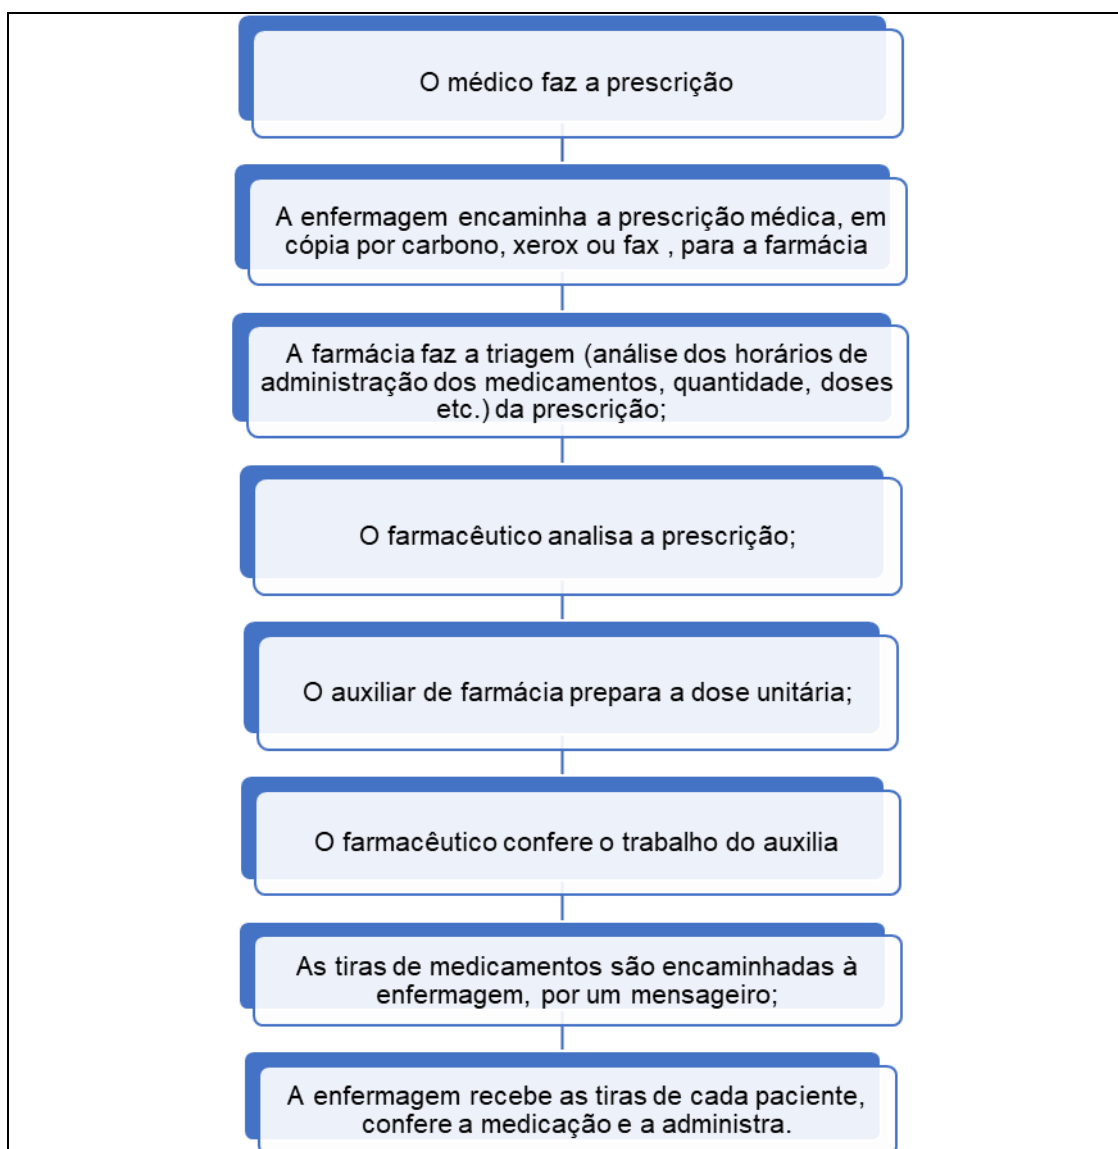 O médico faz a prescrição
A enfermagem encaminha a prescrição médica, em
cópia por carbono, xerox ou fax , para a farmácia
A farmácia faz a triagem (análise dos horários de
administração dos medicamentos, quantidade, doses
etc.) da prescrição;
O farmacêutico analisa a prescrição;
O auxiliar de farmácia prepara a dose unitária;
O farmacêutico confere o trabalho do auxilia
As tiras de medicamentos são encaminhadas à
enfermagem, por um mensageiro;
A enfermagem recebe as tiras de cada paciente,
confere a medicação e a administra.